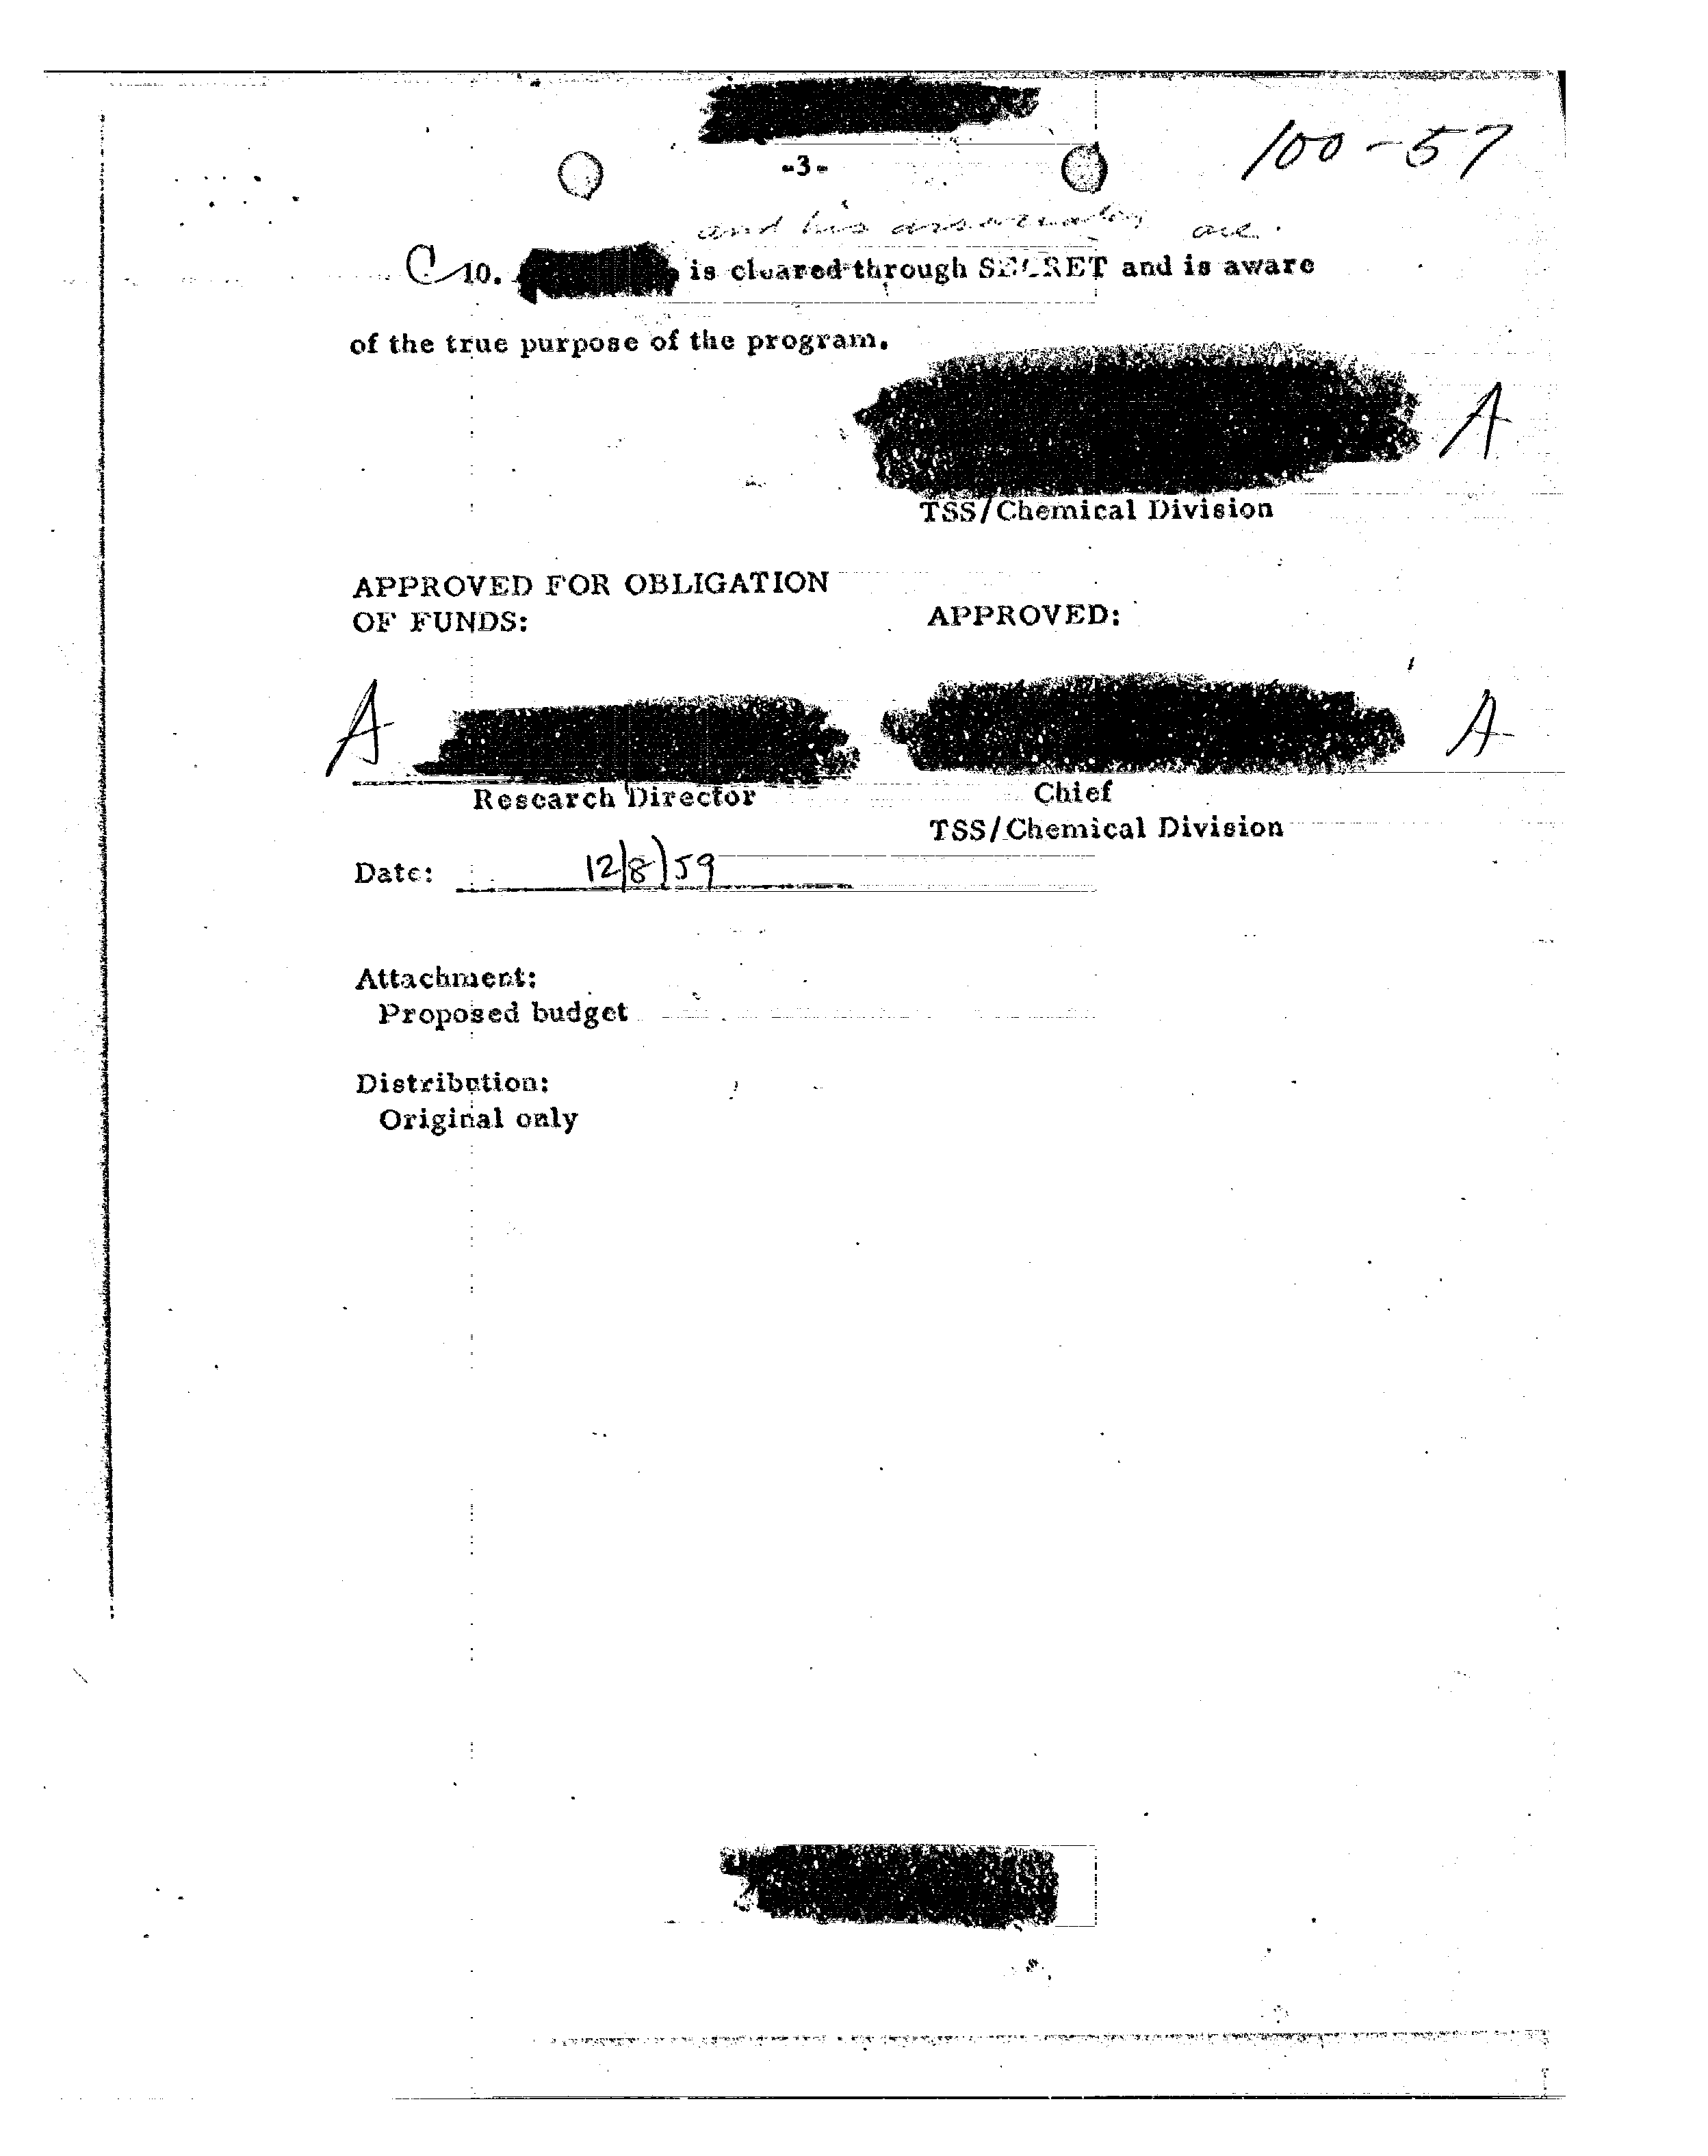 100-57
-3-
and his associates are
C 10. is cleared through SECRET and is aware
of the true purpose of the program.
A
TSS/Chemical Division
APPROVED FOR OBLIGATION
OF FUNDS:
APPROVED:
A
A
Research Director
Chief
TSS/Chemical Division
Date: 12/8/59
Attachment:
Proposed budget
Distribution:
Original only